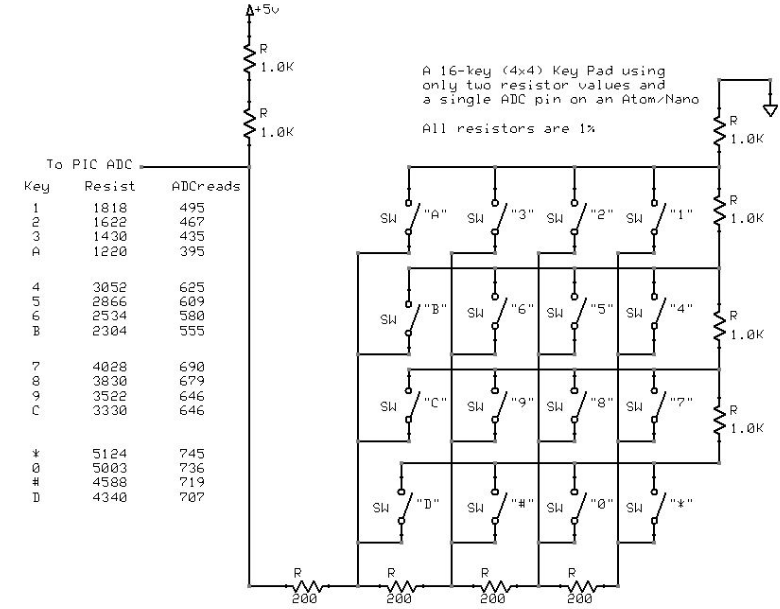 +5v
R
1.0K
R
1.0K
A 16-key (4x4) Key Pad using
only two resistor values and
a single ADC pin on an Atom/Nano
All resistors are 1%
R
1.0K
To PIC ADC
Key Resist ADCreads
1 1818 495
2 1622 467
3 1430 435
A 1220 395
4 3052 625
5 2866 609
6 2534 580
B 2304 555
7 4028 690
8 3830 679
9 3522 646
C 3330 646
* 5124 745
0 5003 736
# 4588 719
D 4340 707
SW "A" SW "3" SW "2" SW "1"
R
1.0K
SW "B" SW "6" SW "5" SW "4"
R
1.0K
SW "C" SW "9" SW "8" SW "7"
R
1.0K
SW "D" SW "#" SW "0" SW "*"
R R R R
200 200 200 200